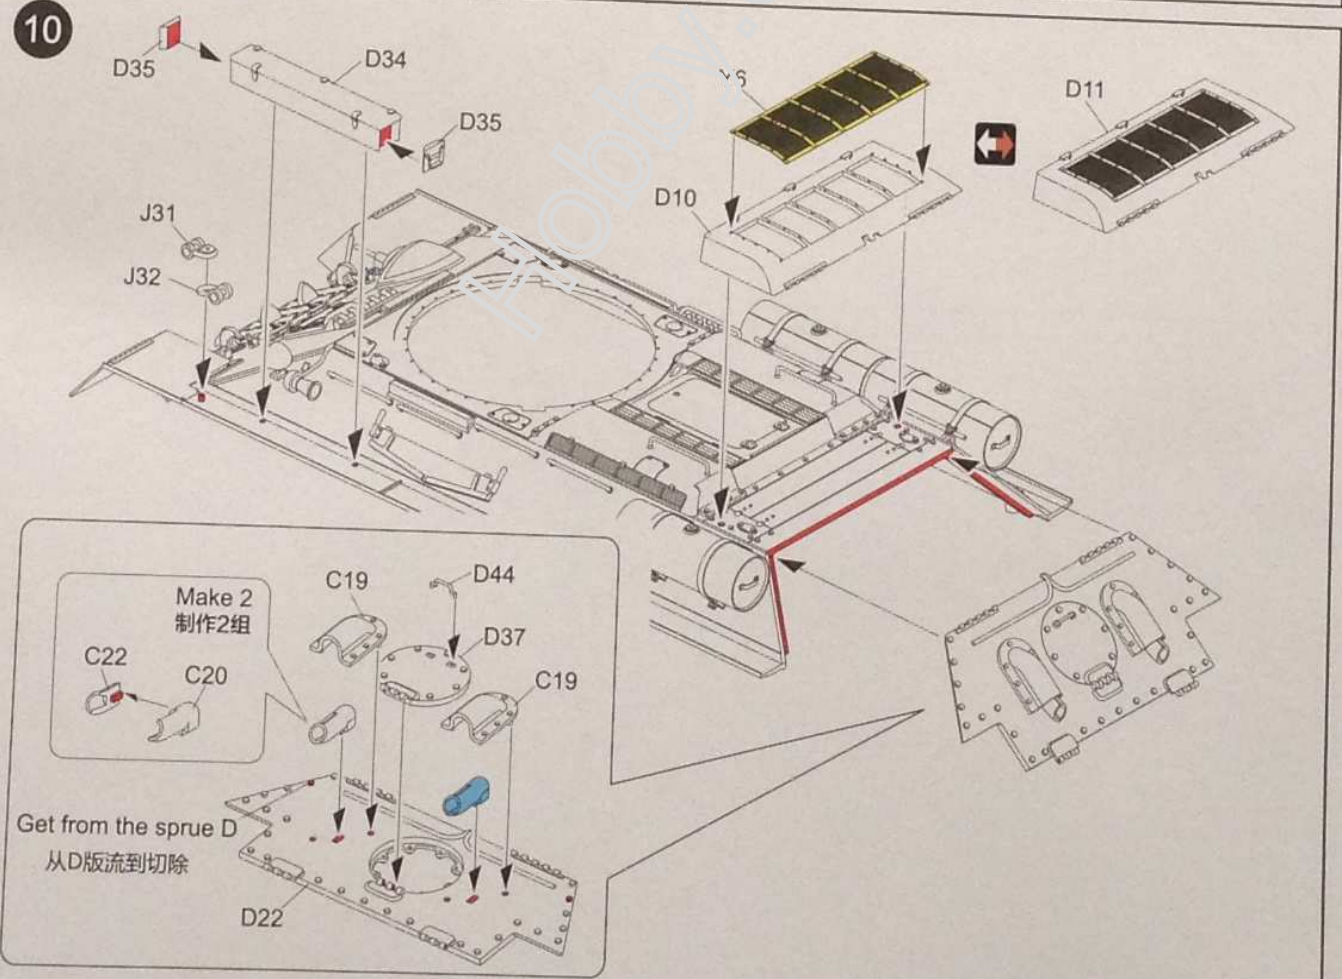 10
D35
D34
D35
J31
J32
D10
D11
Make 2
制作2组
C22
C20
C19
D44
D37
C19
Get from the sprue D
从D版流到切除
D22
Hobby